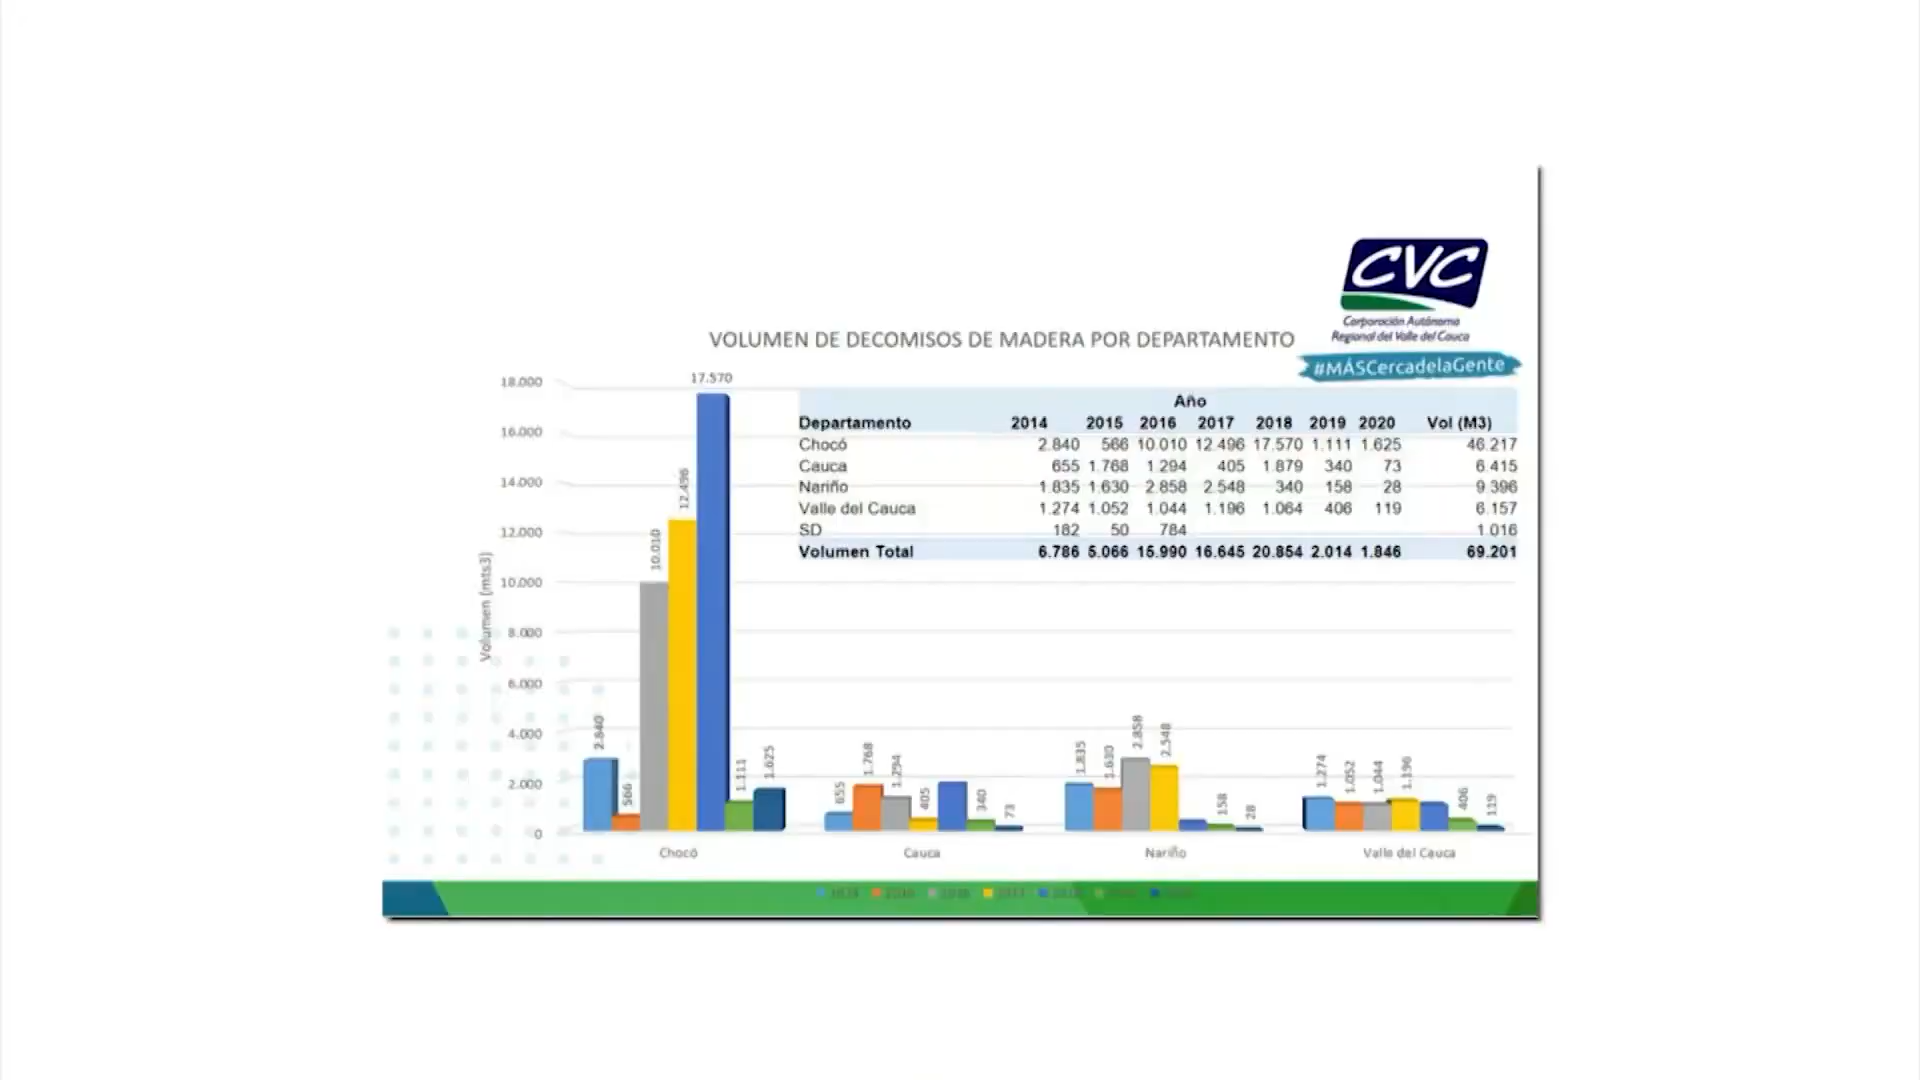 CVC
Corporación Autónoma
Regional del Valle del Cauca
#MÁSCercadelaGente
VOLUMEN DE DECOMISOS DE MADERA POR DEPARTAMENTO
Año
Departamento 2014 2015 2016 2017 2018 2019 2020 Vol (M3)
Chocó 2.840 566 10.010 12.496 17.570 1.111 1.625 46.217
Cauca 655 1.768 1.294 405 1.879 340 73 6.415
Nariño 1.835 1.630 2.858 2.548 340 158 28 9.396
Valle del Cauca 1.274 1.052 1.044 1.196 1.064 406 119 6.157
SD 182 50 784 1.016
Volumen Total 6.786 5.066 15.990 16.645 20.854 2.014 1.846 69.201
Volumen (mts3)
18.000
16.000
14.000
12.000
10.000
8.000
6.000
4.000
2.000
0
2.840 566 10.010 12.496 17.570 1.111 1.625
655 1.768 1.294 405 340 73
1.835 1.630 2.858 2.548 158 28
1.274 1.052 1.044 1.196 406 119
Chocó Cauca Nariño Valle del Cauca